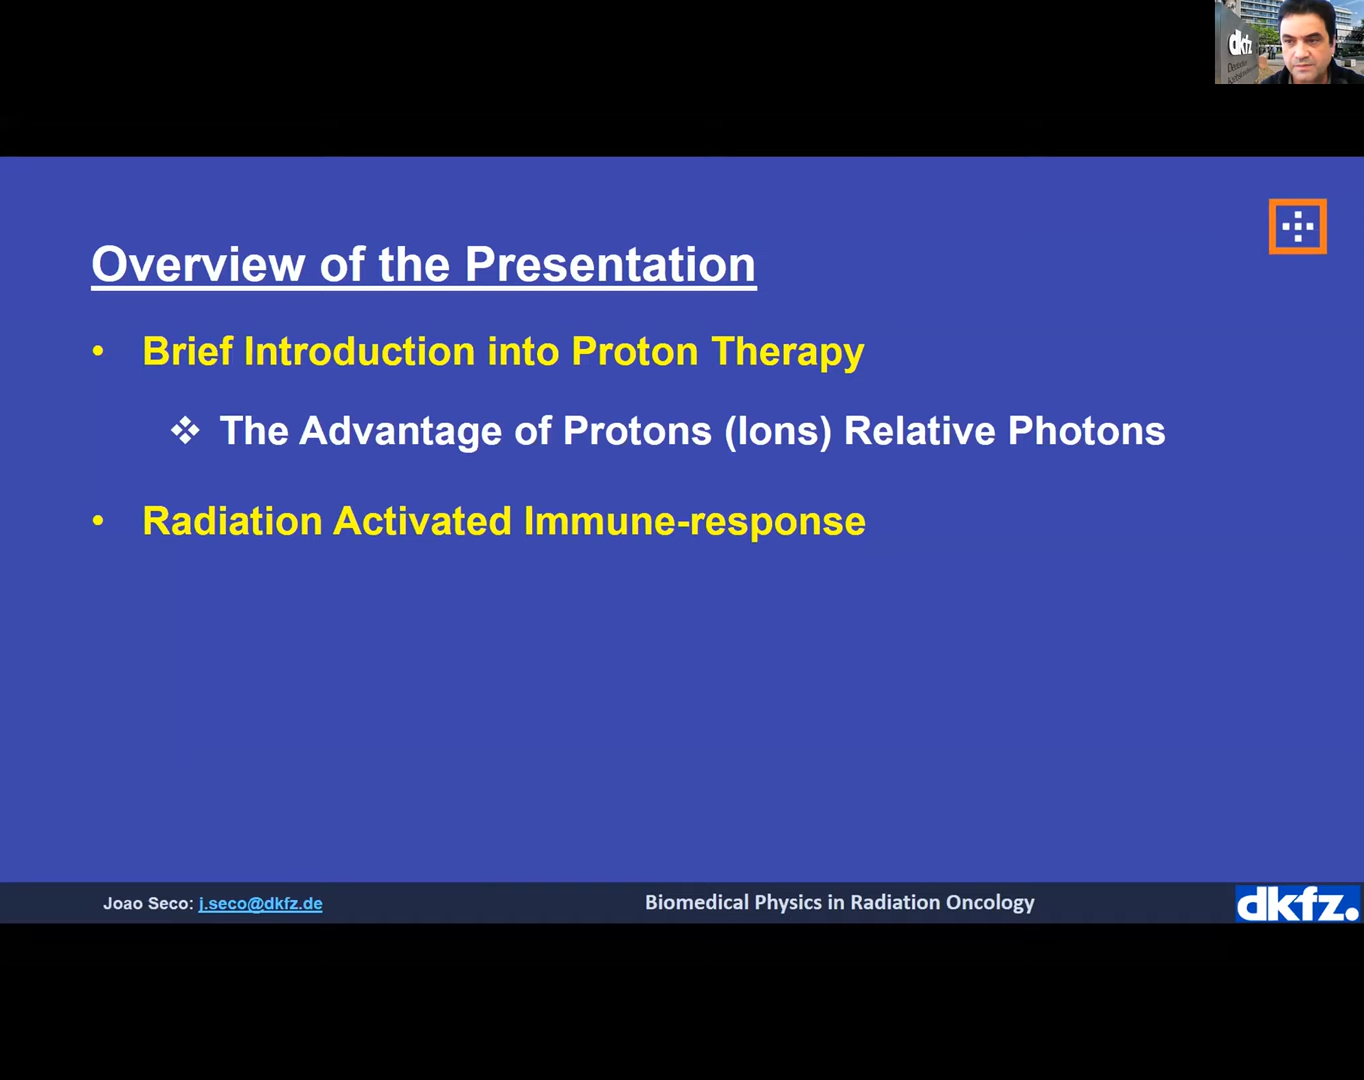 dkfz
Overview of the Presentation
• Brief Introduction into Proton Therapy
❖ The Advantage of Protons (Ions) Relative Photons
• Radiation Activated Immune-response
Joao Seco: j.seco@dkfz.de
Biomedical Physics in Radiation Oncology
dkfz.